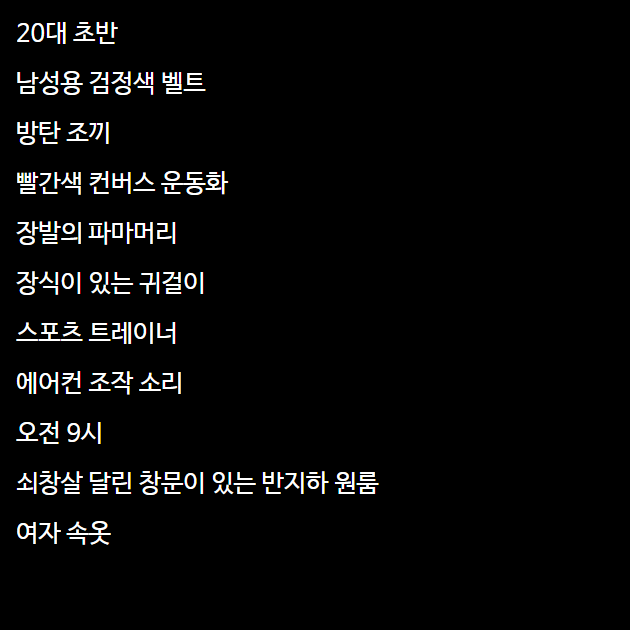 20대 초반
남성용 검정색 벨트
방탄 조끼
빨간색 컨버스 운동화
장발의 파마머리
장식이 있는 귀걸이
스포츠 트레이너
에어컨 조작 소리
오전 9시
쇠창살 달린 창문이 있는 반지하 원룸
여자 속옷